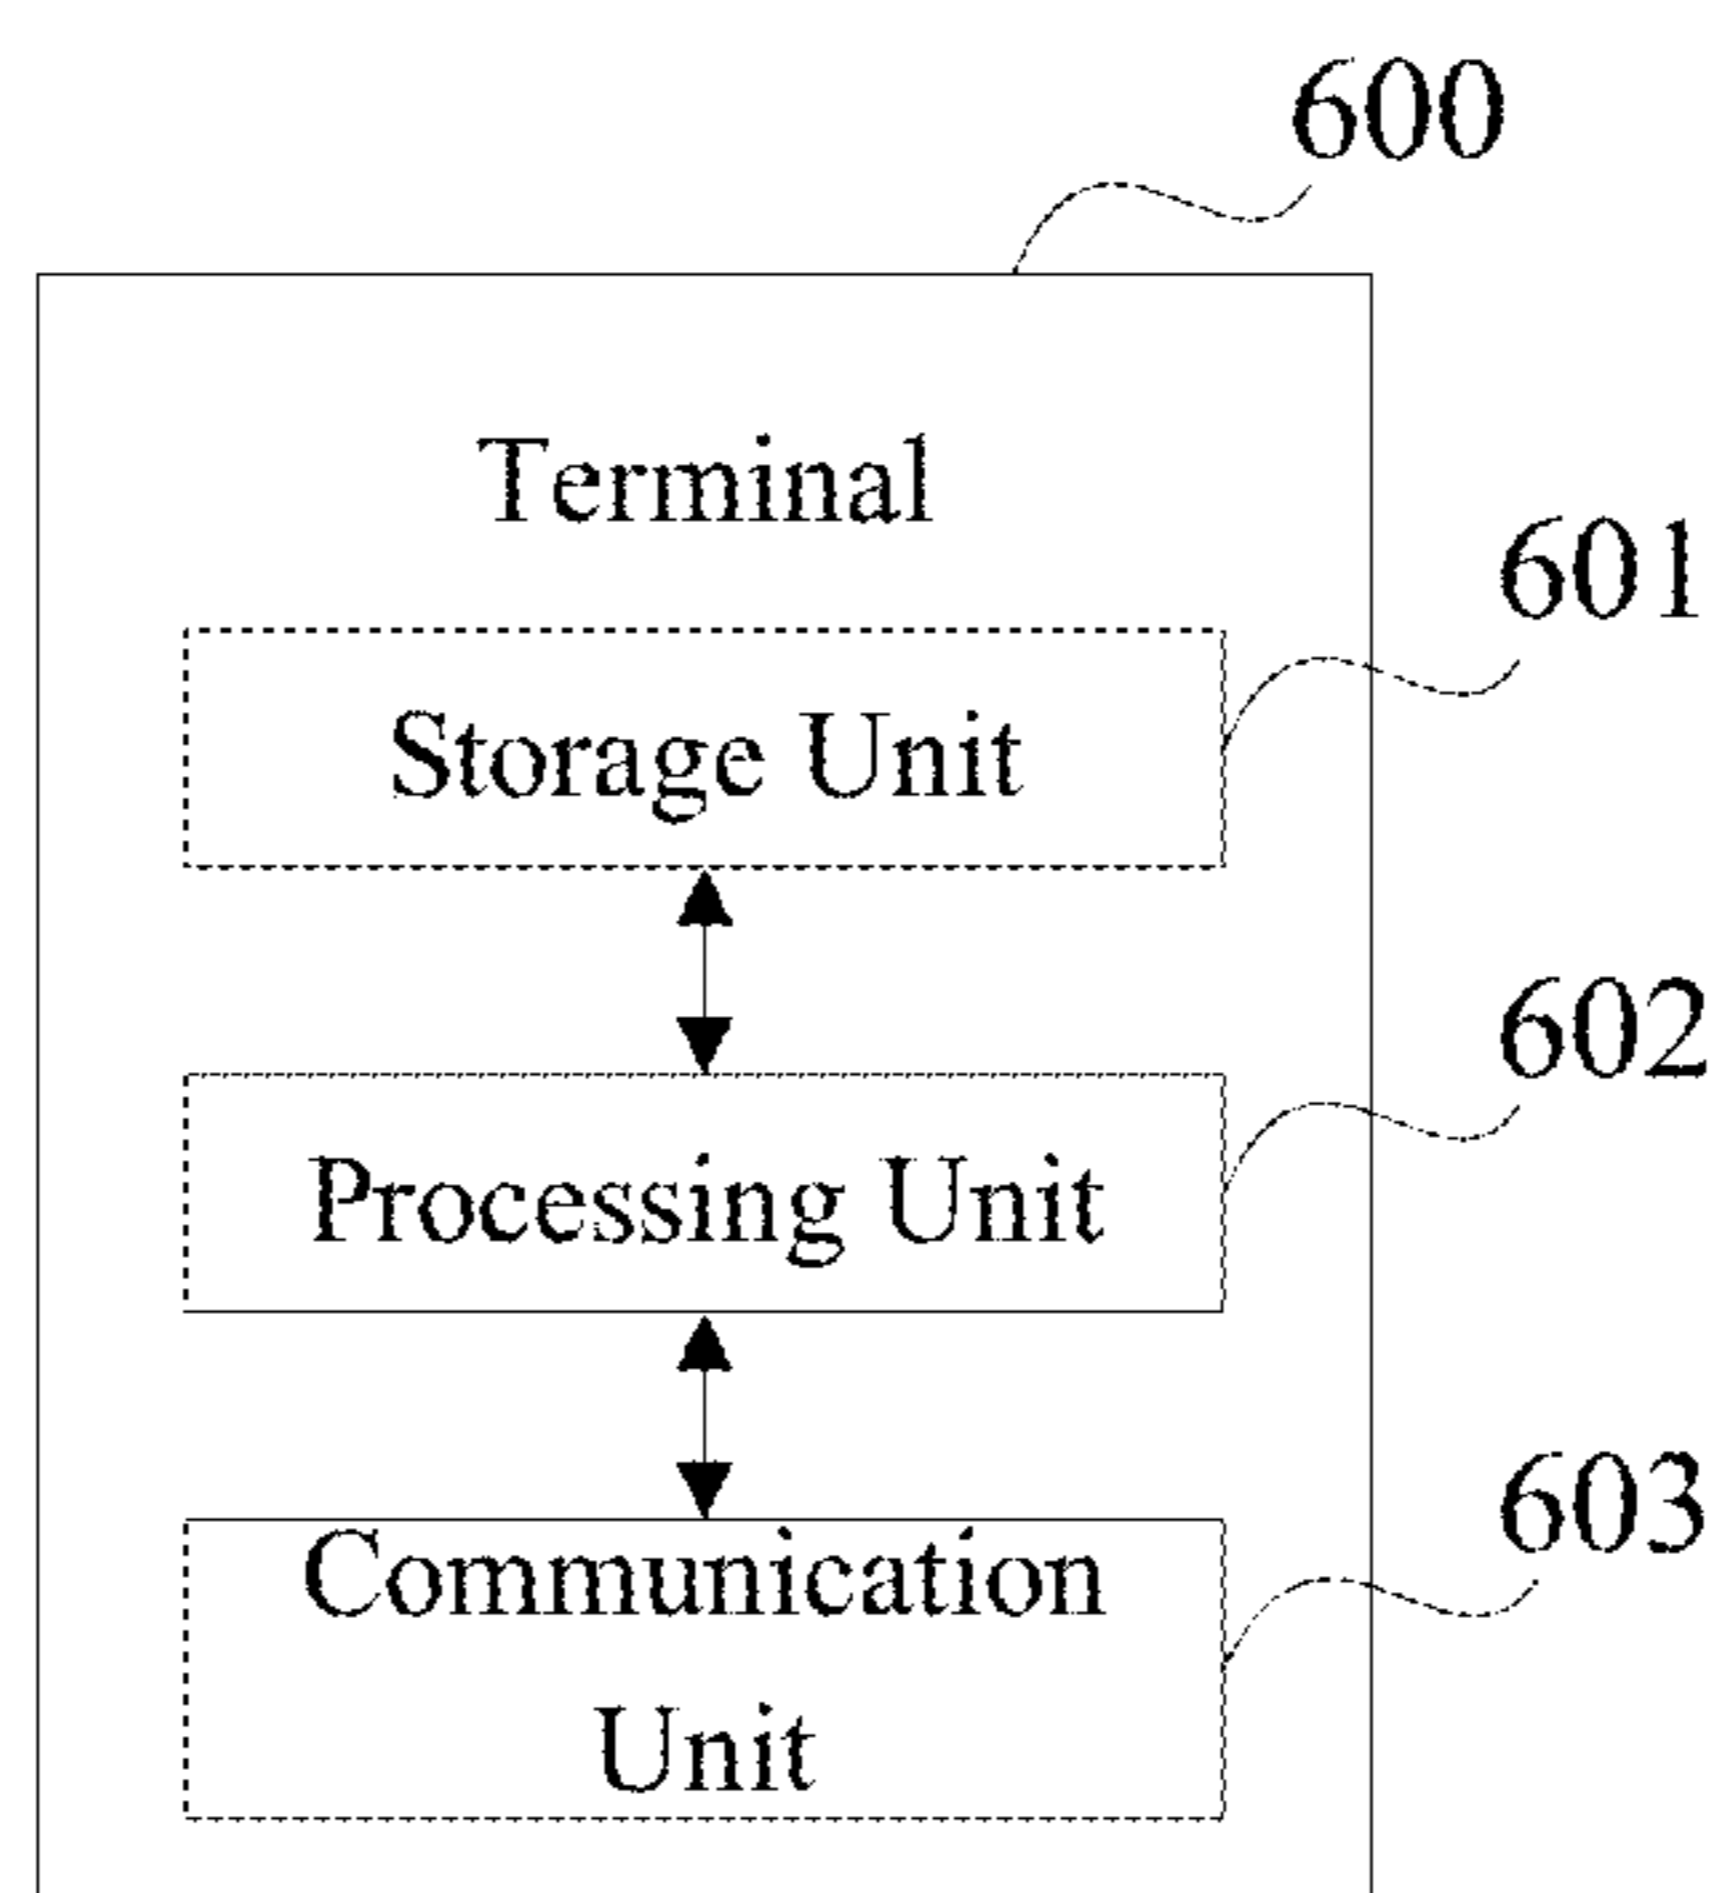 600
Terminal
601
Storage Unit
602
Processing Unit
603
Communication
Unit